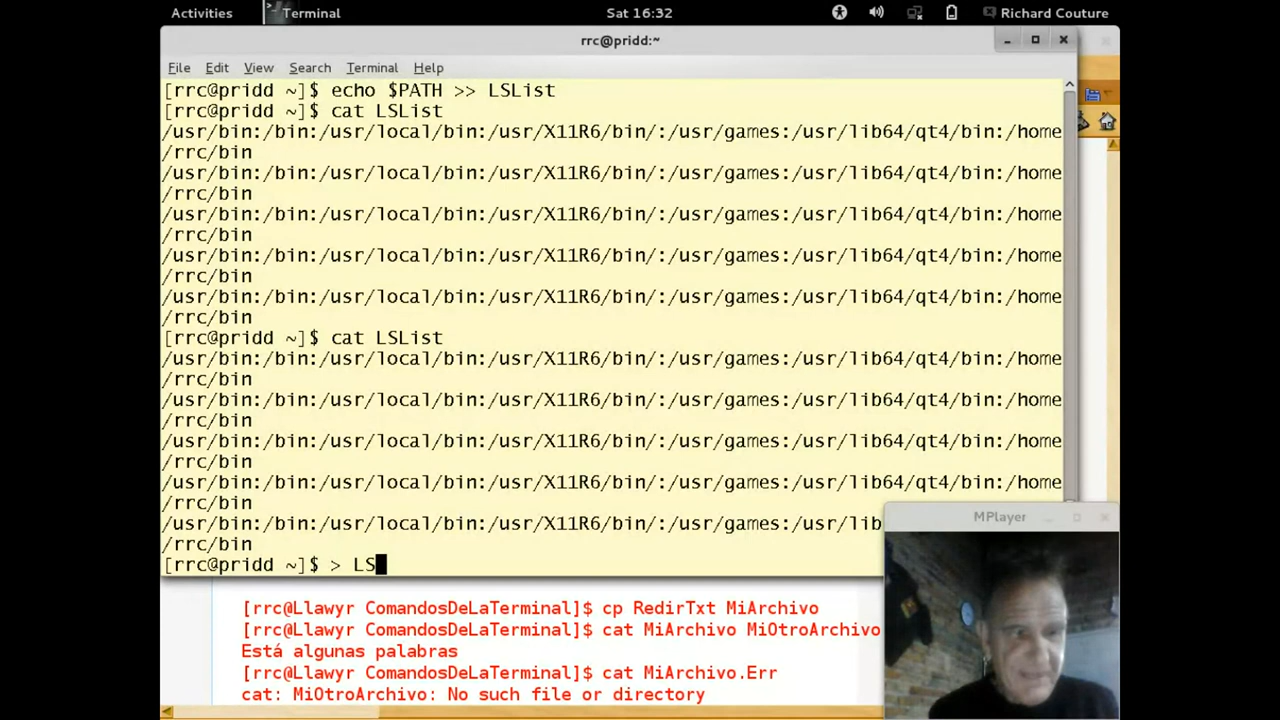 Activities Terminal Sat 16:32 Richard Couture
rrc@pridd:~
File Edit View Search Terminal Help
[rrc@pridd ~]$ echo $PATH >> LSList
[rrc@pridd ~]$ cat LSList
/usr/bin:/bin:/usr/local/bin:/usr/X11R6/bin/:/usr/games:/usr/lib64/qt4/bin:/home
/rrc/bin
/usr/bin:/bin:/usr/local/bin:/usr/X11R6/bin/:/usr/games:/usr/lib64/qt4/bin:/home
/rrc/bin
/usr/bin:/bin:/usr/local/bin:/usr/X11R6/bin/:/usr/games:/usr/lib64/qt4/bin:/home
/rrc/bin
/usr/bin:/bin:/usr/local/bin:/usr/X11R6/bin/:/usr/games:/usr/lib64/qt4/bin:/home
/rrc/bin
/usr/bin:/bin:/usr/local/bin:/usr/X11R6/bin/:/usr/games:/usr/lib64/qt4/bin:/home
/rrc/bin
[rrc@pridd ~]$ cat LSList
/usr/bin:/bin:/usr/local/bin:/usr/X11R6/bin/:/usr/games:/usr/lib64/qt4/bin:/home
/rrc/bin
/usr/bin:/bin:/usr/local/bin:/usr/X11R6/bin/:/usr/games:/usr/lib64/qt4/bin:/home
/rrc/bin
/usr/bin:/bin:/usr/local/bin:/usr/X11R6/bin/:/usr/games:/usr/lib64/qt4/bin:/home
/rrc/bin
/usr/bin:/bin:/usr/local/bin:/usr/X11R6/bin/:/usr/games:/usr/lib64/qt4/bin:/home
/rrc/bin
/usr/bin:/bin:/usr/local/bin:/usr/X11R6/bin/:/usr/games:/usr/lib
/rrc/bin
[rrc@pridd ~]$ > LS
MPlayer
[rrc@Llawyr ComandosDeLaTerminal]$ cp RedirTxt MiArchivo
[rrc@Llawyr ComandosDeLaTerminal]$ cat MiArchivo MiOtroArchivo
Está algunas palabras
[rrc@Llawyr ComandosDeLaTerminal]$ cat MiArchivo.Err
cat: MiOtroArchivo: No such file or directory